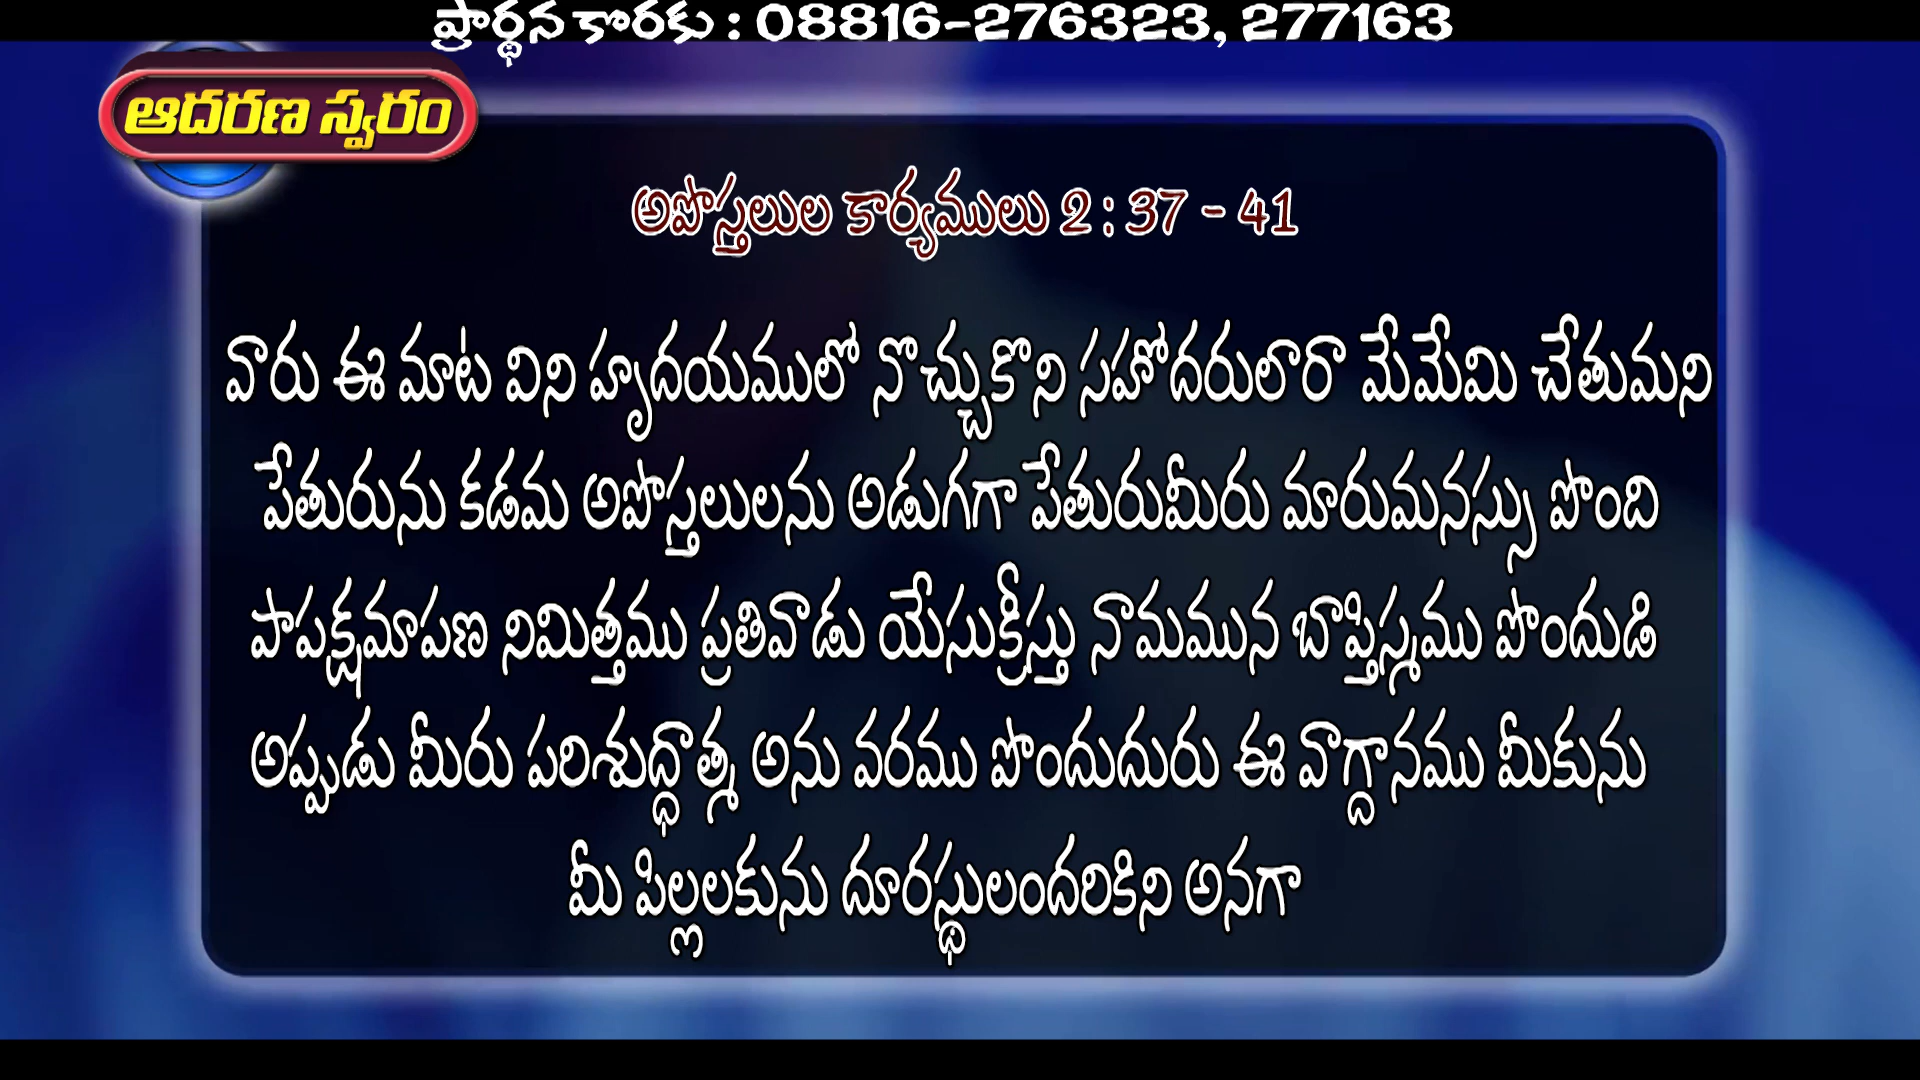 ప్రార్థన కొరకు : 08816-276323, 277163
ఆదరణ స్వరం
అపోస్తలుల కార్యములు 2 : 37 - 41
వారు ఈ మాట విని హృదయములో నొచ్చుకొని సహోదరులారా మేమేమి చేతుమని
పేతురును కడమ అపోస్తలులను అడుగగా పేతురుమీరు మారుమనస్సు పొంది
పాపక్షమాపణ నిమిత్తము ప్రతివాడు యేసుక్రీస్తు నామమున బాప్తిస్మము పొందుడి
అప్పుడు మీరు పరిశుద్ధాత్మ అను వరము పొందుదురు ఈ వాగ్దానము మీకును
మీ పిల్లలకును దూరస్థులందరికిని అనగా